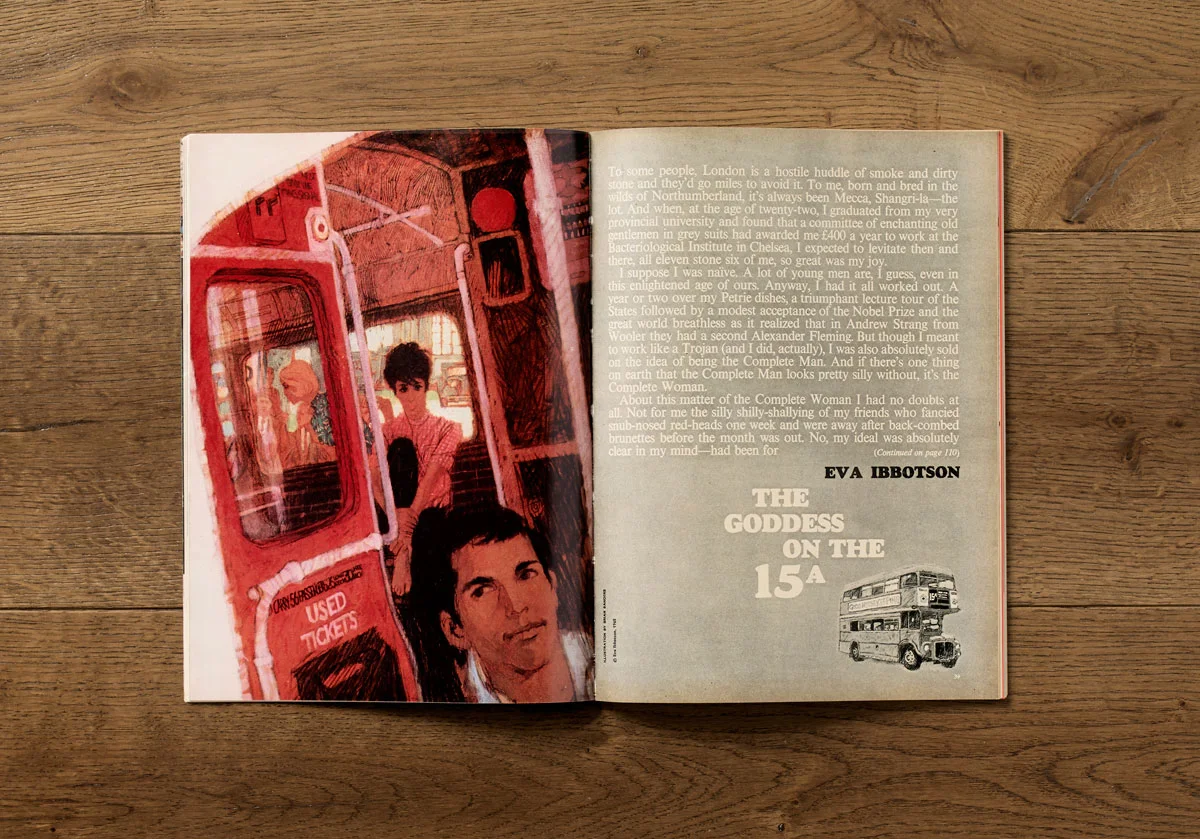 CARRY 56 PASSENGERS
USED
TICKETS
To some people, London is a hostile huddle of smoke and dirty
stone and they'd go miles to avoid it. To me, born and bred in the
wilds of Northumberland, it's always been Mecca, Shangri-la—the
lot. And when, at the age of twenty-two, I graduated from my very
provincial university and found that a committee of enchanting old
gentlemen in grey suits had awarded me £400 a year to work at the
Bacteriological Institute in Chelsea, I expected to levitate then and
there, all eleven stone six of me, so great was my joy.
I suppose I was naïve. A lot of young men are, I guess, even in
this enlightened age of ours. Anyway, I had it all worked out. A
year or two over my Petrie dishes, a triumphant lecture tour of the
States followed by a modest acceptance of the Nobel Prize and the
great world breathless as it realized that in Andrew Strang from
Wooler they had a second Alexander Fleming. But though I meant
to work like a Trojan (and I did, actually), I was also absolutely sold
on the idea of being the Complete Man. And if there's one thing
on earth that the Complete Man looks pretty silly without, it's the
Complete Woman.
About this matter of the Complete Woman I had no doubts at
all. Not for me the silly shilly-shallying of my friends who fancied
snub-nosed red-heads one week and were away after back-combed
brunettes before the month was out. No, my ideal was absolutely
clear in my mind—had been for (Continued on page 110)
EVA IBBOTSON
THE
GODDESS
ON THE
15A
15A
ILLUSTRATION BY BRIAN SANDERS
© Eva Ibbotson, 1965